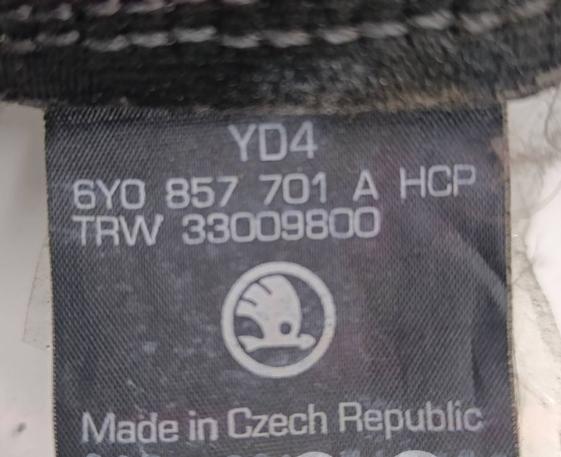 YD4
6Y0 857 701 A HCP
TRW 33009800
Made in Czech Republic